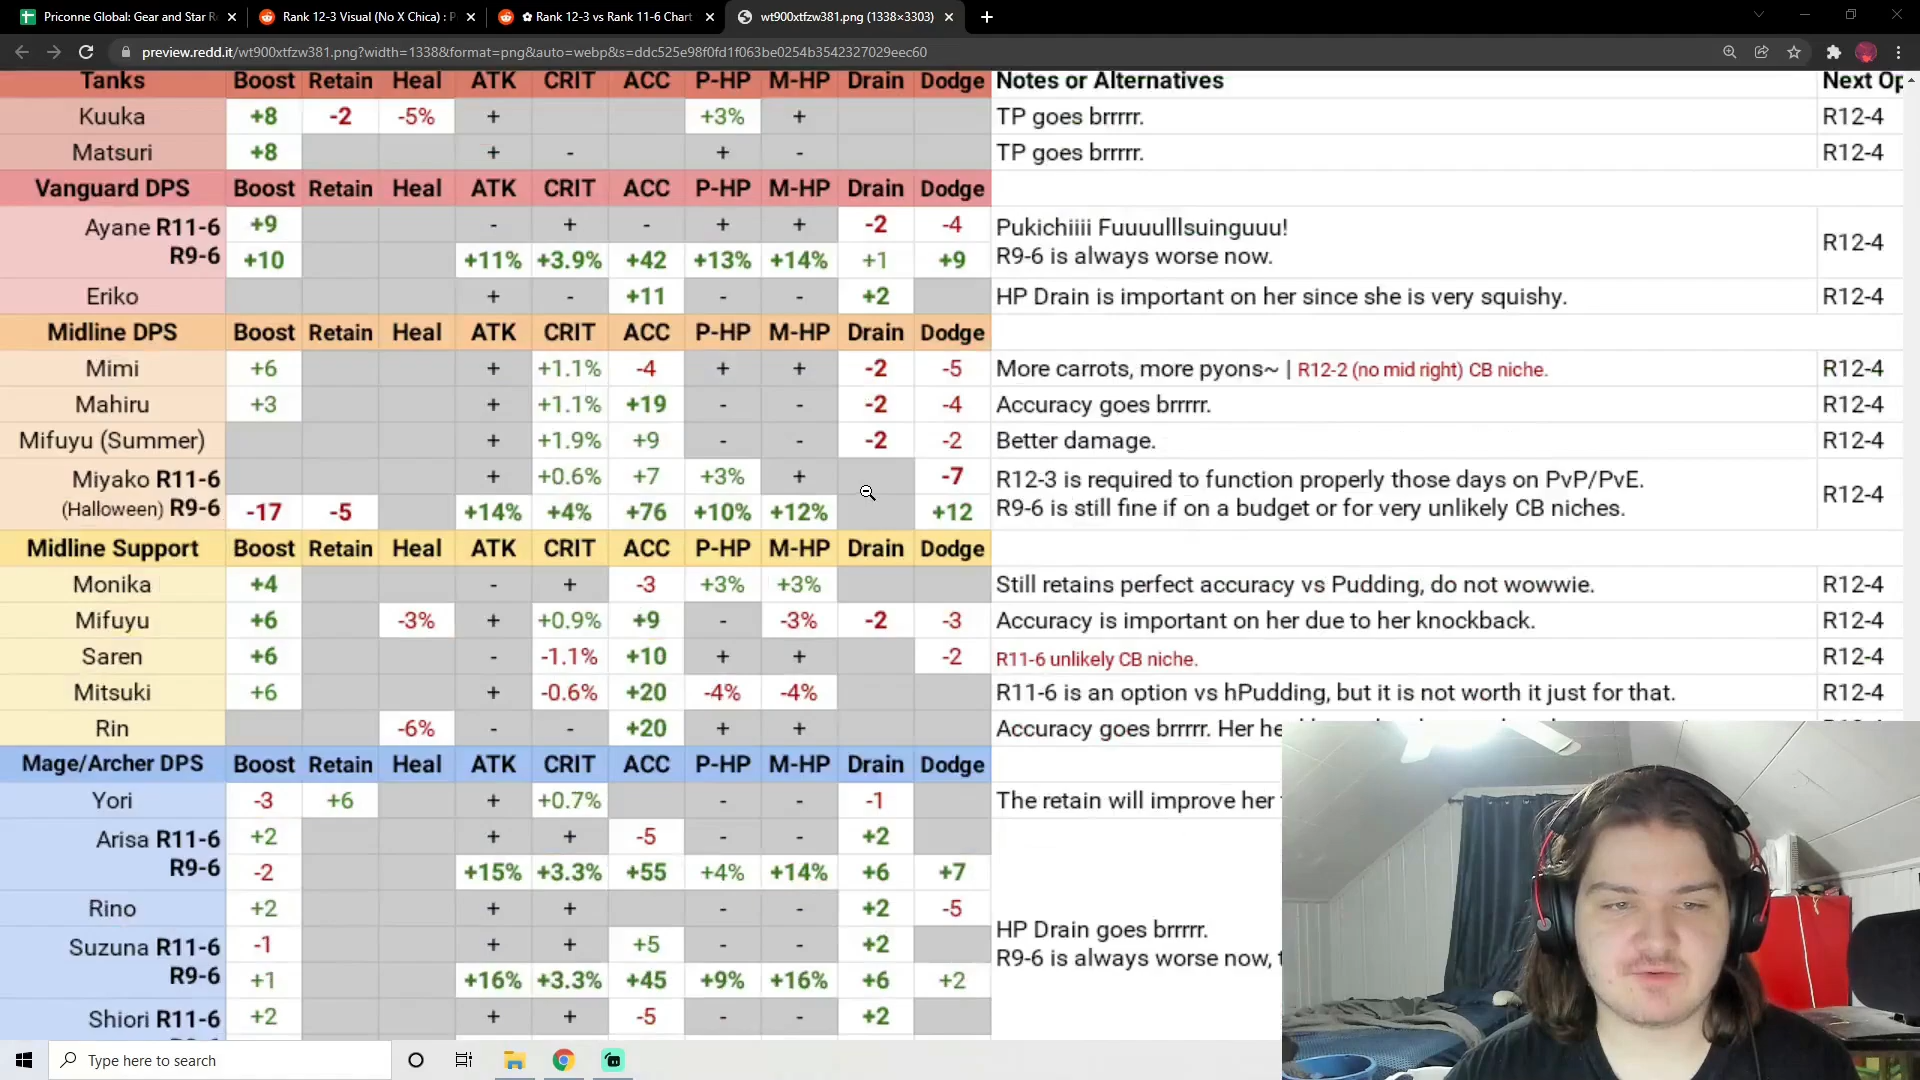 Priconne Global: Gear and Star R
Rank 12-3 Visual (No X Chica) : P
✿ Rank 12-3 vs Rank 11-6 Chart
wt900xtfzw381.png (1338×3303)
preview.redd.it/wt900xtfzw381.png?width=1338&format=png&auto=webp&s=ddc525e98f0fd1f063be0254b3542327029eec60
Tanks Boost Retain Heal ATK CRIT ACC P-HP M-HP Drain Dodge Notes or Alternatives Next Op
Kuuka +8 -2 -5% + +3% + TP goes brrrrr. R12-4
Matsuri +8 + - + - TP goes brrrrr. R12-4
Vanguard DPS Boost Retain Heal ATK CRIT ACC P-HP M-HP Drain Dodge
Ayane R11-6 +9 - + - + + -2 -4 Pukichiiii Fuuuulllsuinguuu!
R12-4
R9-6 +10 +11% +3.9% +42 +13% +14% +1 +9 R9-6 is always worse now.
Eriko + - +11 - - +2 HP Drain is important on her since she is very squishy. R12-4
Midline DPS Boost Retain Heal ATK CRIT ACC P-HP M-HP Drain Dodge
Mimi +6 + +1.1% -4 + + -2 -5 More carrots, more pyons~ | R12-2 (no mid right) CB niche. R12-4
Mahiru +3 + +1.1% +19 - - -2 -4 Accuracy goes brrrrr. R12-4
Mifuyu (Summer) + +1.9% +9 - - -2 -2 Better damage. R12-4
Miyako R11-6 + +0.6% +7 +3% + -7 R12-3 is required to function properly those days on PvP/PvE.
R12-4
(Halloween) R9-6 -17 -5 +14% +4% +76 +10% +12% +12 R9-6 is still fine if on a budget or for very unlikely CB niches.
Midline Support Boost Retain Heal ATK CRIT ACC P-HP M-HP Drain Dodge
Monika +4 - + -3 +3% +3% Still retains perfect accuracy vs Pudding, do not wowwie. R12-4
Mifuyu +6 -3% + +0.9% +9 - -3% -2 -3 Accuracy is important on her due to her knockback. R12-4
Saren +6 - -1.1% +10 + + -2 R11-6 unlikely CB niche. R12-4
Mitsuki +6 + -0.6% +20 -4% -4% R11-6 is an option vs hPudding, but it is not worth it just for that. R12-4
Rin -6% - - +20 + + Accuracy goes brrrrr. Her
Mage/Archer DPS Boost Retain Heal ATK CRIT ACC P-HP M-HP Drain Dodge
Yori -3 +6 + +0.7% - - -1 The retain will improve her
Arisa R11-6 +2 + + -5 - - +2
R9-6 -2 +15% +3.3% +55 +4% +14% +6 +7
Rino +2 + + - - +2 -5
HP Drain goes brrrrr.
Suzuna R11-6 -1 + + +5 - - +2
R9-6 is always worse now,
R9-6 +1 +16% +3.3% +45 +9% +16% +6 +2
Shiori R11-6 +2 + + -5 - - +2
Type here to search